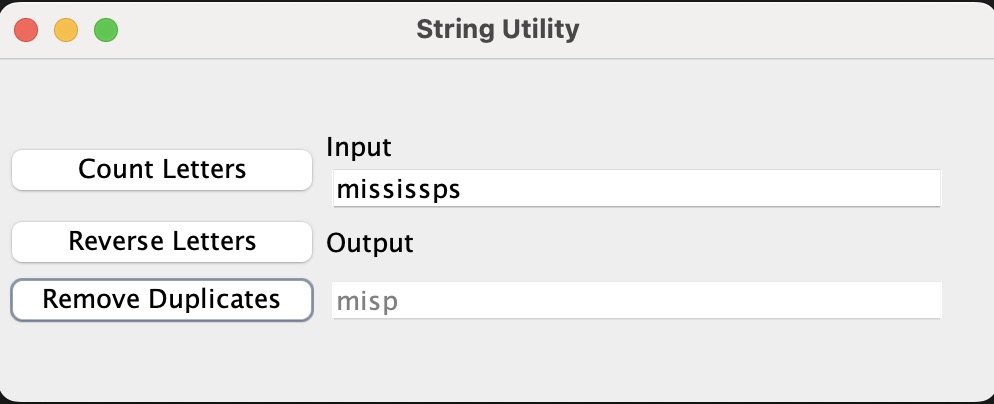 String Utility
Count Letters
Input
mississps
Reverse Letters
Output
Remove Duplicates
misp